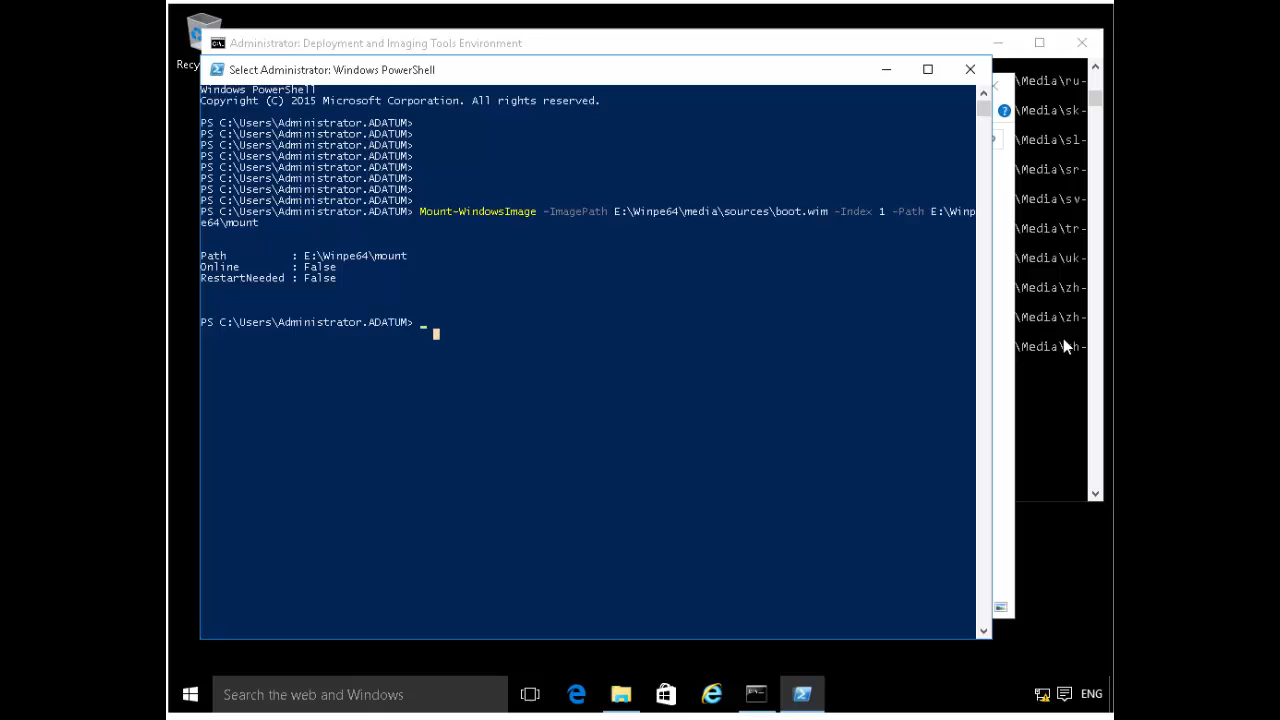 Recy
Administrator: Deployment and Imaging Tools Environment
Select Administrator: Windows PowerShell
Windows PowerShell
Copyright (C) 2015 Microsoft Corporation. All rights reserved.
PS C:\Users\Administrator.ADATUM>
PS C:\Users\Administrator.ADATUM>
PS C:\Users\Administrator.ADATUM>
PS C:\Users\Administrator.ADATUM>
PS C:\Users\Administrator.ADATUM>
PS C:\Users\Administrator.ADATUM>
PS C:\Users\Administrator.ADATUM>
PS C:\Users\Administrator.ADATUM>
PS C:\Users\Administrator.ADATUM> Mount-WindowsImage -ImagePath E:\Winpe64\media\sources\boot.wim -Index 1 -Path E:\Winp
e64\mount
Path : E:\Winpe64\mount
Online : False
RestartNeeded : False
PS C:\Users\Administrator.ADATUM> _
\Media\ru-
\Media\sk-
\Media\sl-
\Media\sr-
\Media\sv-
\Media\tr-
\Media\uk-
\Media\zh-
\Media\zh-
\Media\zh-
Search the web and Windows
ENG